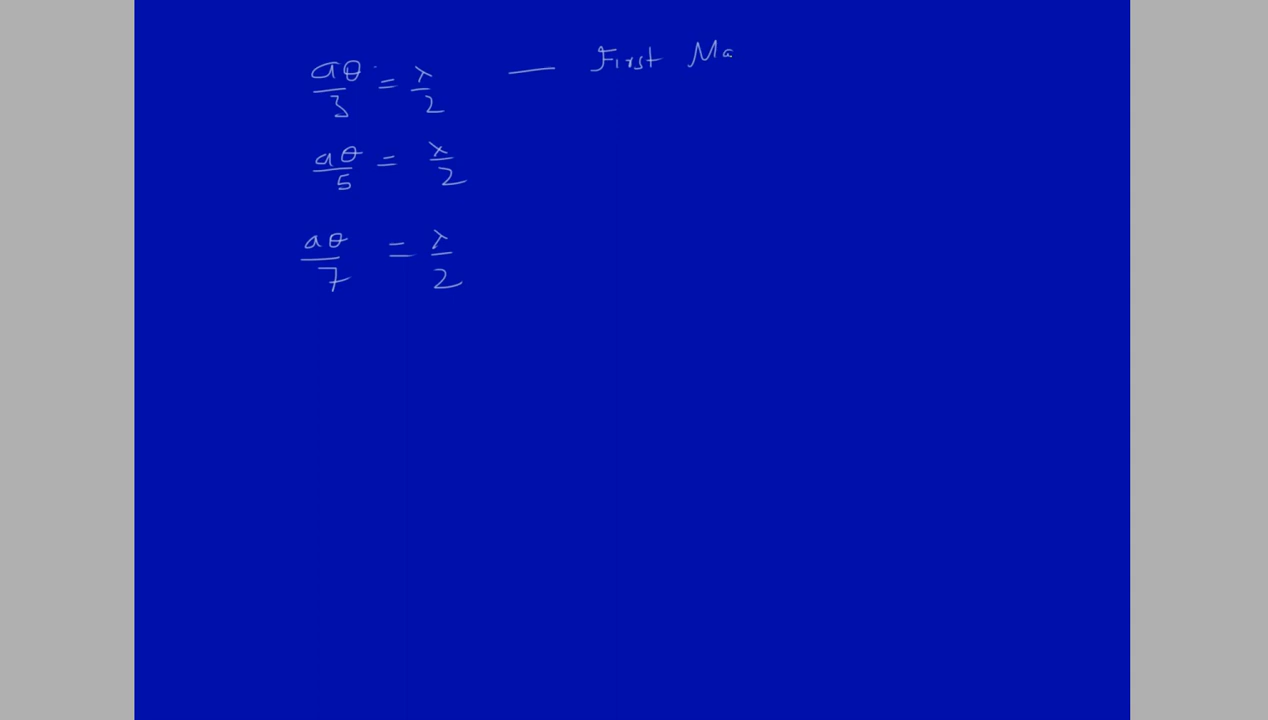 aθ/3 = λ/2 — First Ma
aθ/5 = λ/2
aθ/7 = λ/2